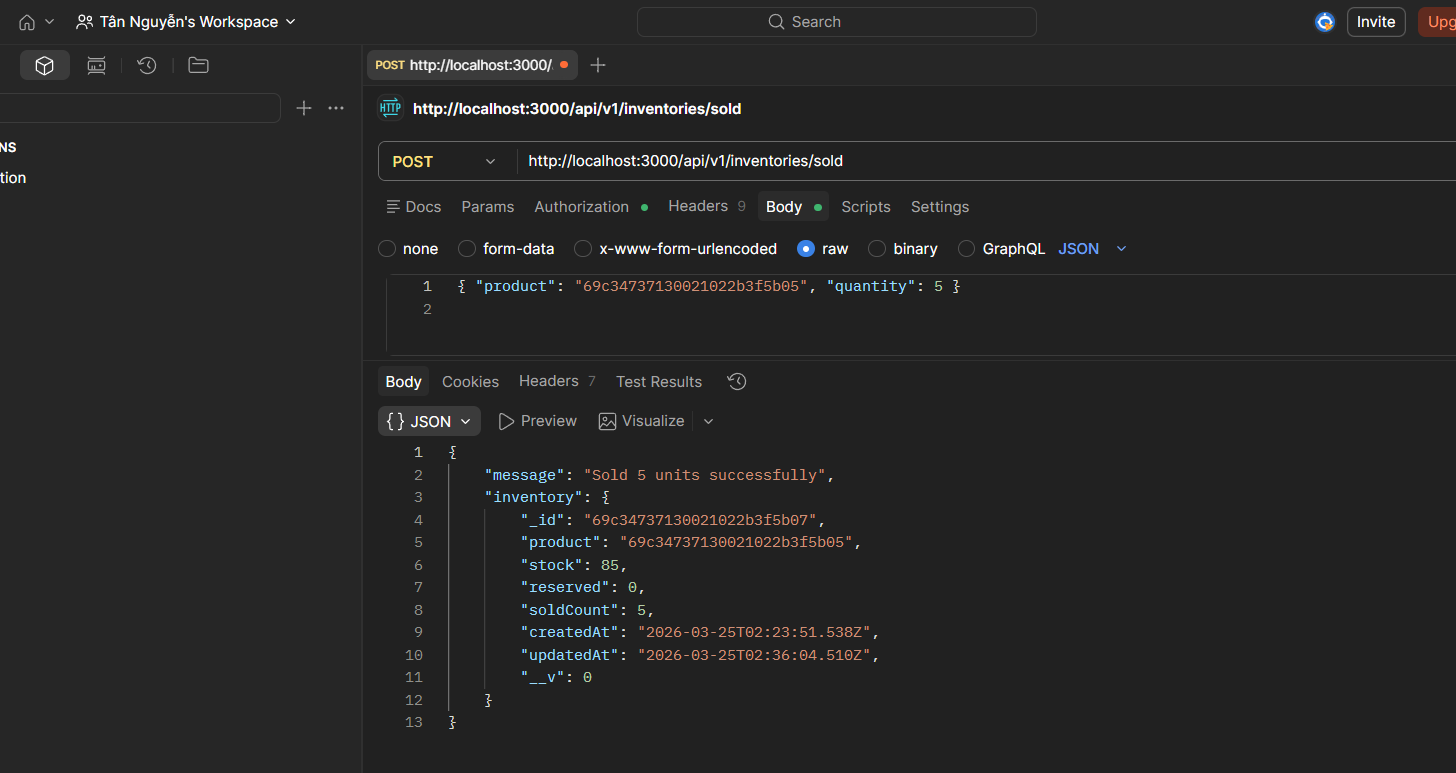 Tân Nguyễn's Workspace
Search
Invite
Upg
POST http://localhost:3000/.
NS
tion
HTTP http://localhost:3000/api/v1/inventories/sold
POST http://localhost:3000/api/v1/inventories/sold
Docs Params Authorization Headers 9 Body Scripts Settings
none form-data x-www-form-urlencoded raw binary GraphQL JSON
1 { "product": "69c34737130021022b3f5b05", "quantity": 5 }
2
Body Cookies Headers 7 Test Results
{} JSON Preview Visualize
1 {
2 "message": "Sold 5 units successfully",
3 "inventory": {
4 "_id": "69c34737130021022b3f5b07",
5 "product": "69c34737130021022b3f5b05",
6 "stock": 85,
7 "reserved": 0,
8 "soldCount": 5,
9 "createdAt": "2026-03-25T02:23:51.538Z",
10 "updatedAt": "2026-03-25T02:36:04.510Z",
11 "__v": 0
12 }
13 }